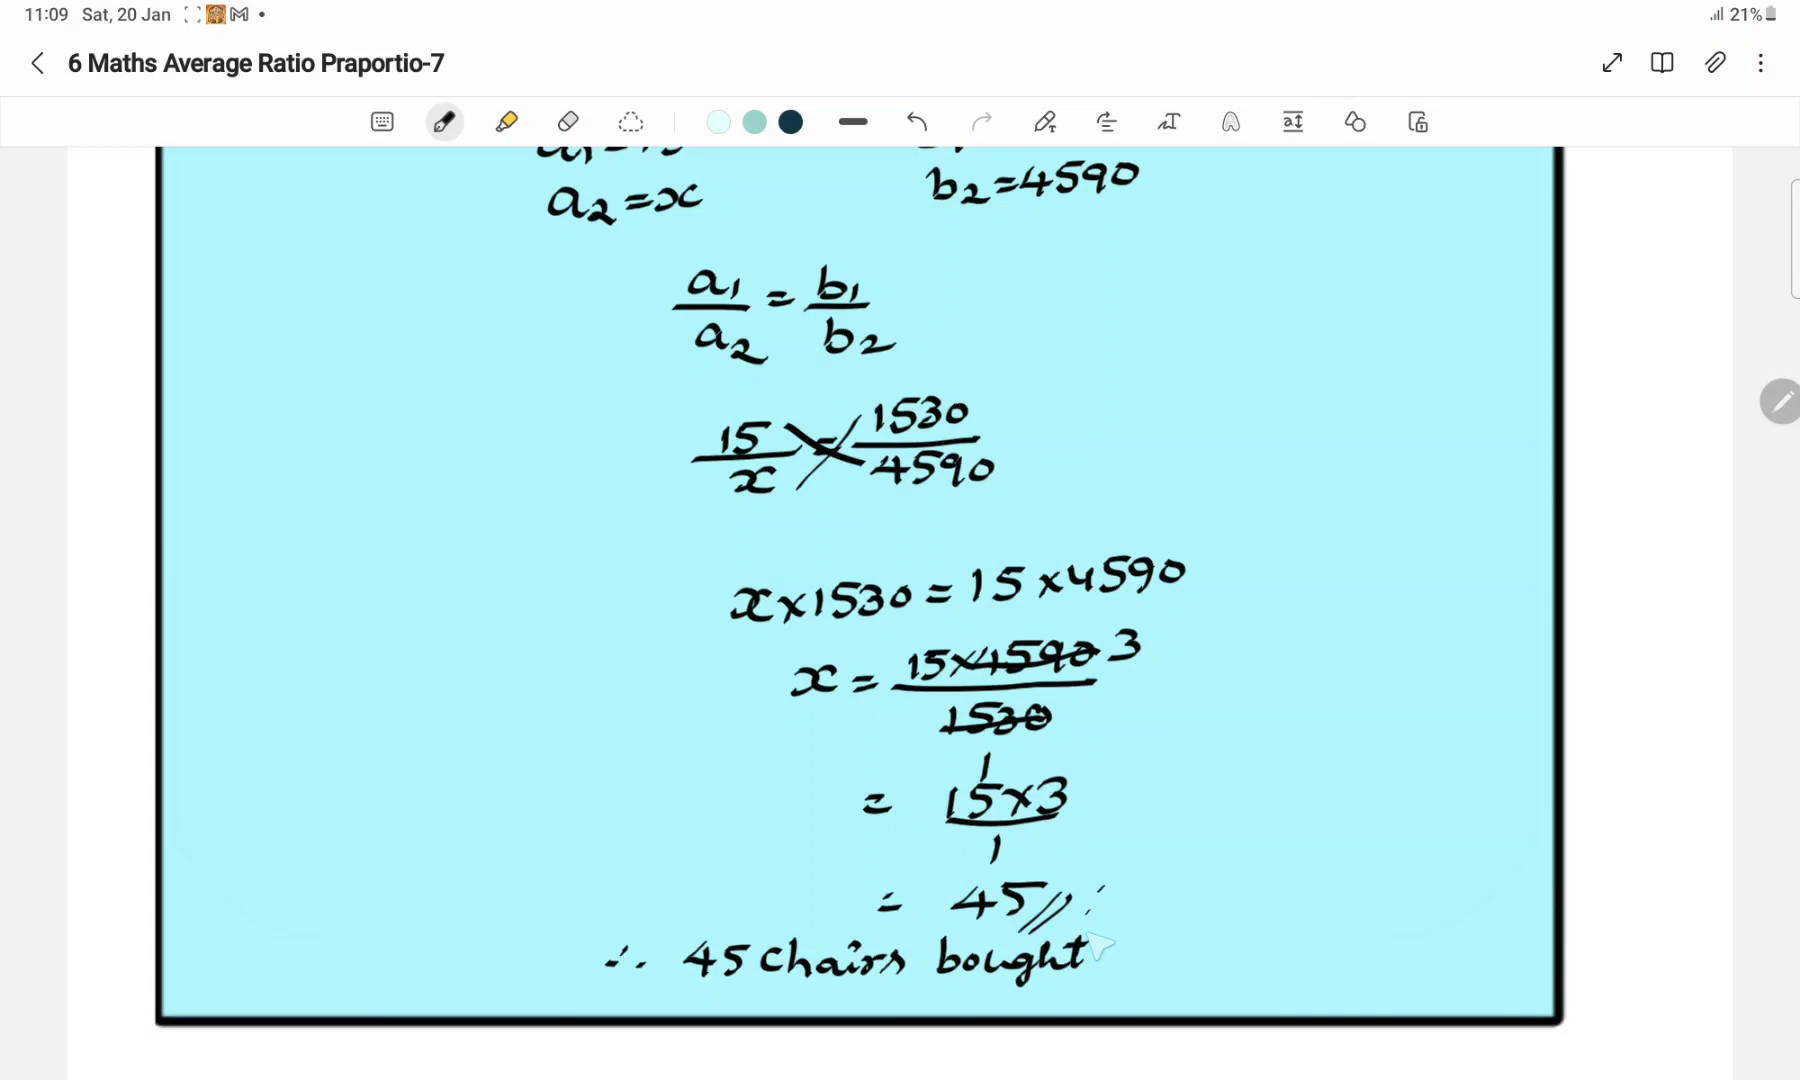 11:09 Sat, 20 Jan
21%
6 Maths Average Ratio Praportio-7
a2 = x
b2 = 4590
a1/a2 = b1/b2
15/x = 1530/4590
x × 1530 = 15 × 4590
x = 15 × 4590 3
1530
1
= 15 × 3
1
= 45 //
∴ 45 chairs bought